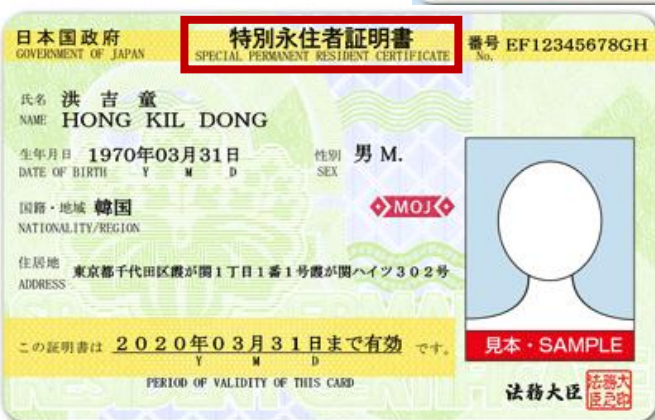 日本国政府 特別永住者証明書 番号 EF12345678GH
GOVERNMENT OF JAPAN SPECIAL PERMANENT RESIDENT CERTIFICATE No.
氏名 洪 吉 童
NAME HONG KIL DONG
生年月日 1970年03月31日 性別 男 M.
DATE OF BIRTH Y M D SEX
国籍・地域 韓国
NATIONALITY/REGION
MOJ
住居地 東京都千代田区霞が関1丁目1番1号霞が関ハイツ302号
ADDRESS
この証明書は 2020年03月31日まで有効 です。
Y M D
PERIOD OF VALIDITY OF THIS CARD
見本・SAMPLE
法務大臣